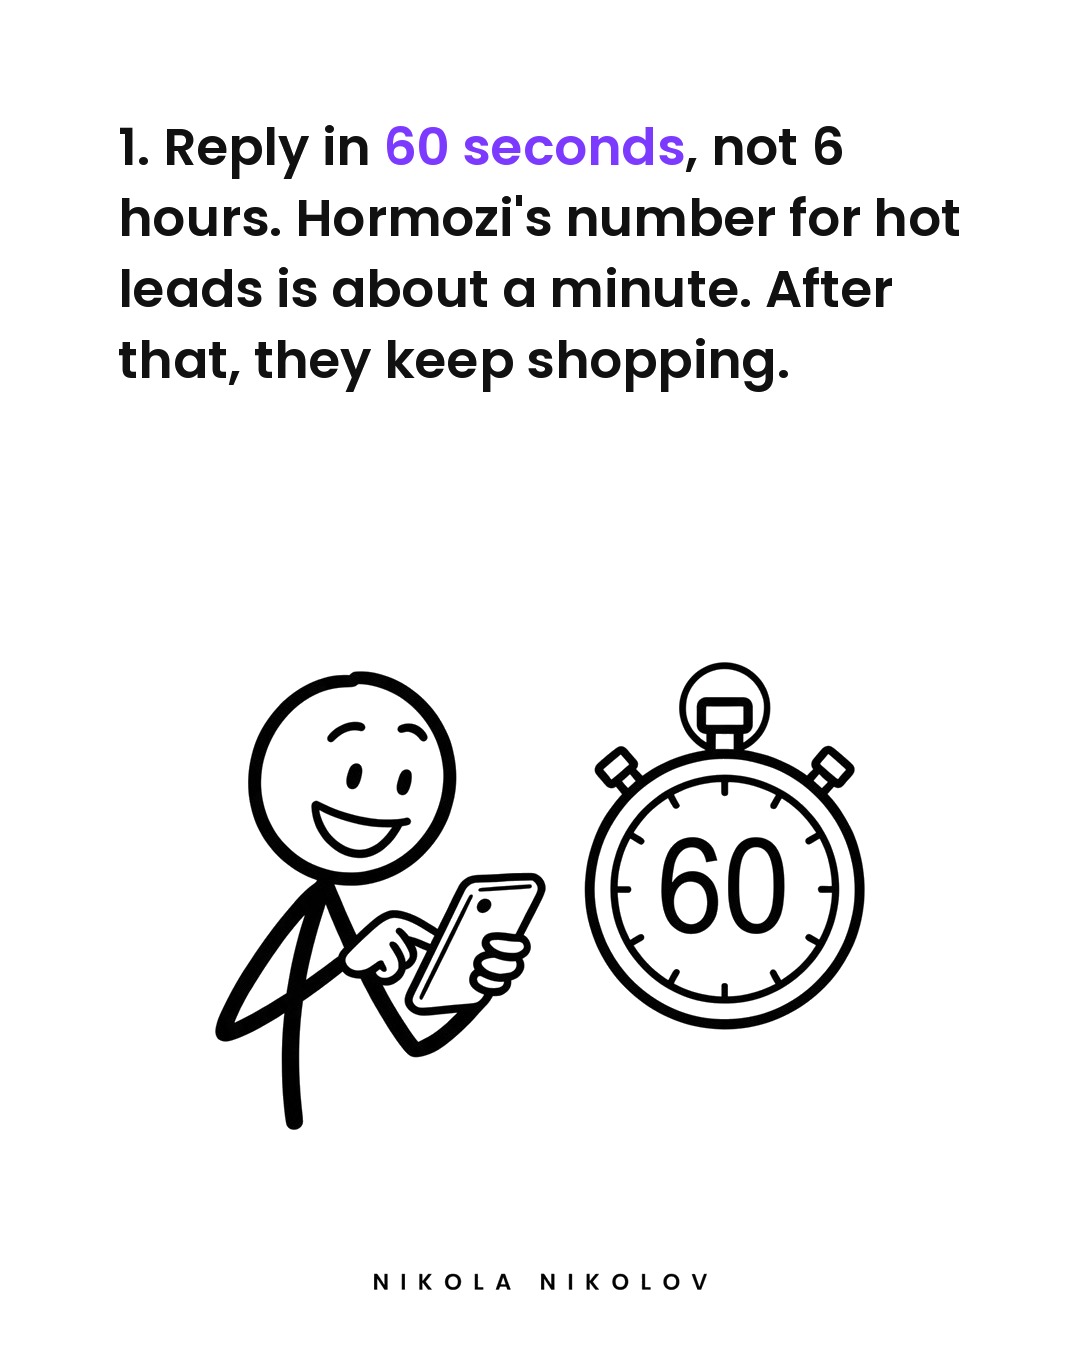 1. Reply in 60 seconds, not 6
hours. Hormozi's number for hot
leads is about a minute. After
that, they keep shopping.
60
NIKOLA NIKOLOV